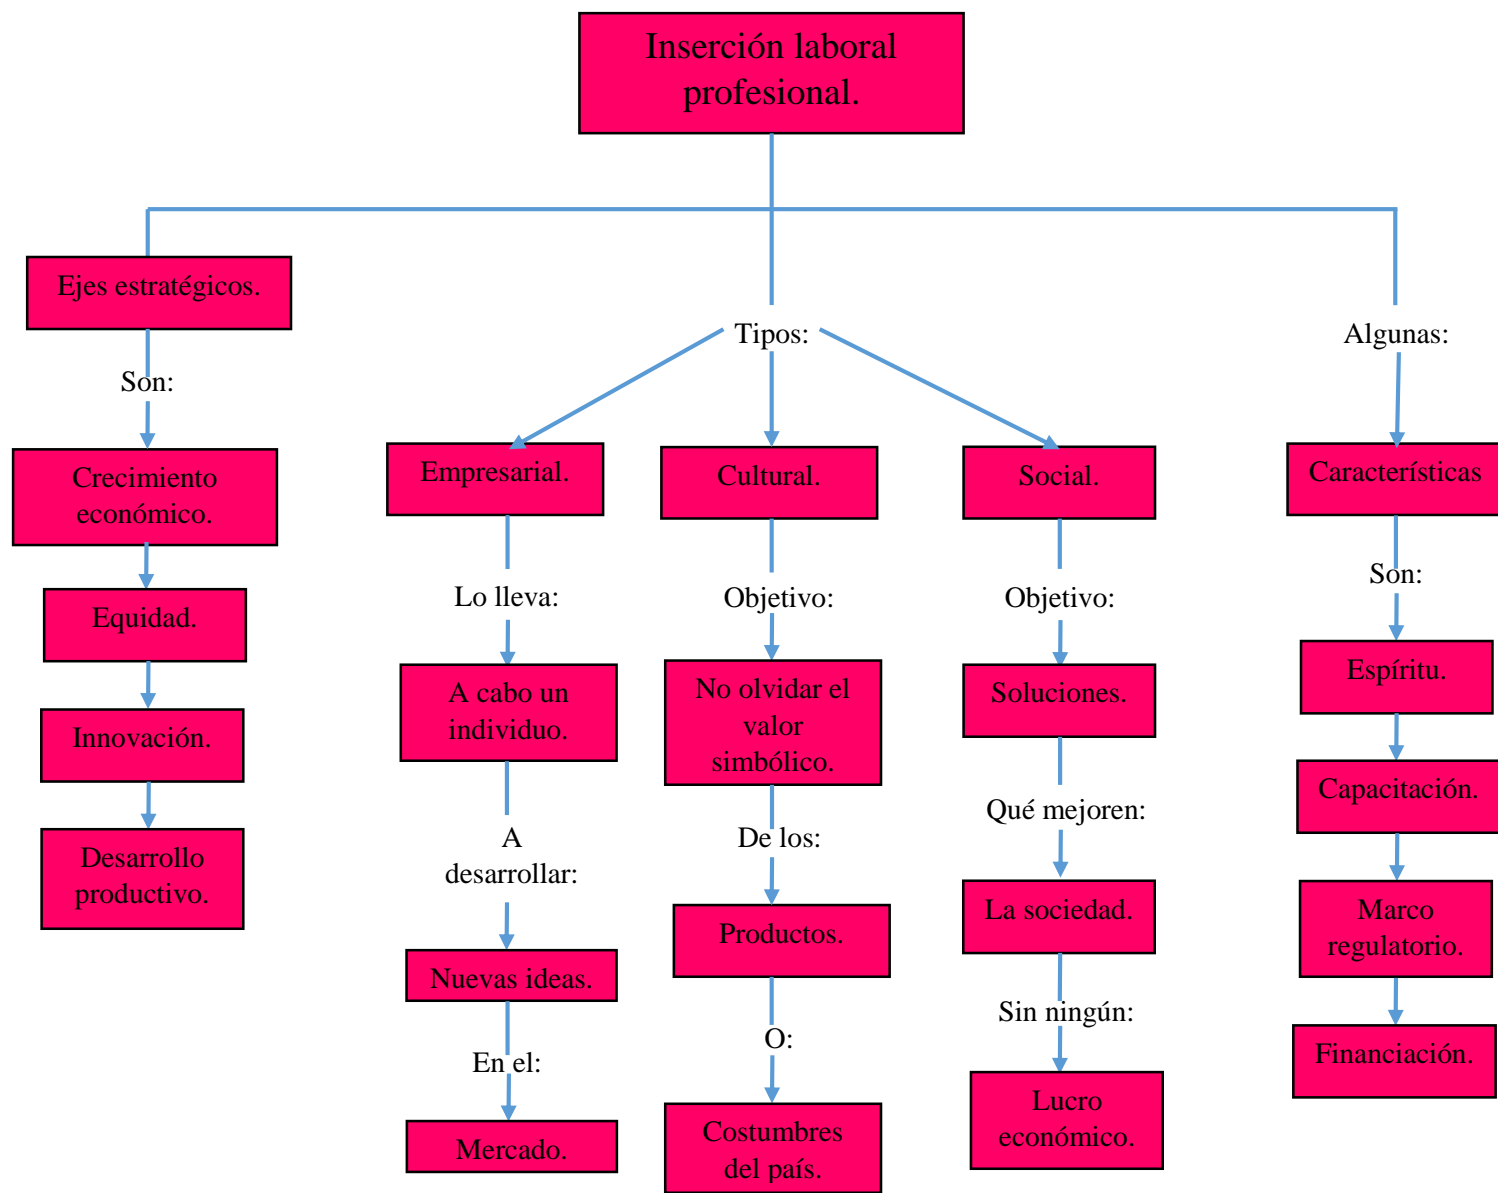 Inserción laboral
profesional.
Ejes estratégicos.
Son:
Crecimiento
económico.
Equidad.
Innovación.
Desarrollo
productivo.
Tipos:
Empresarial.
Lo lleva:
A cabo un
individuo.
A
desarrollar:
Nuevas ideas.
En el:
Mercado.
Cultural.
Objetivo:
No olvidar el
valor
simbólico.
De los:
Productos.
O:
Costumbres
del país.
Social.
Objetivo:
Soluciones.
Qué mejoren:
La sociedad.
Sin ningún:
Lucro
económico.
Algunas:
Característiccas
Son:
Espíritu.
Capacitación.
Marco
regulatorio.
Financiación.